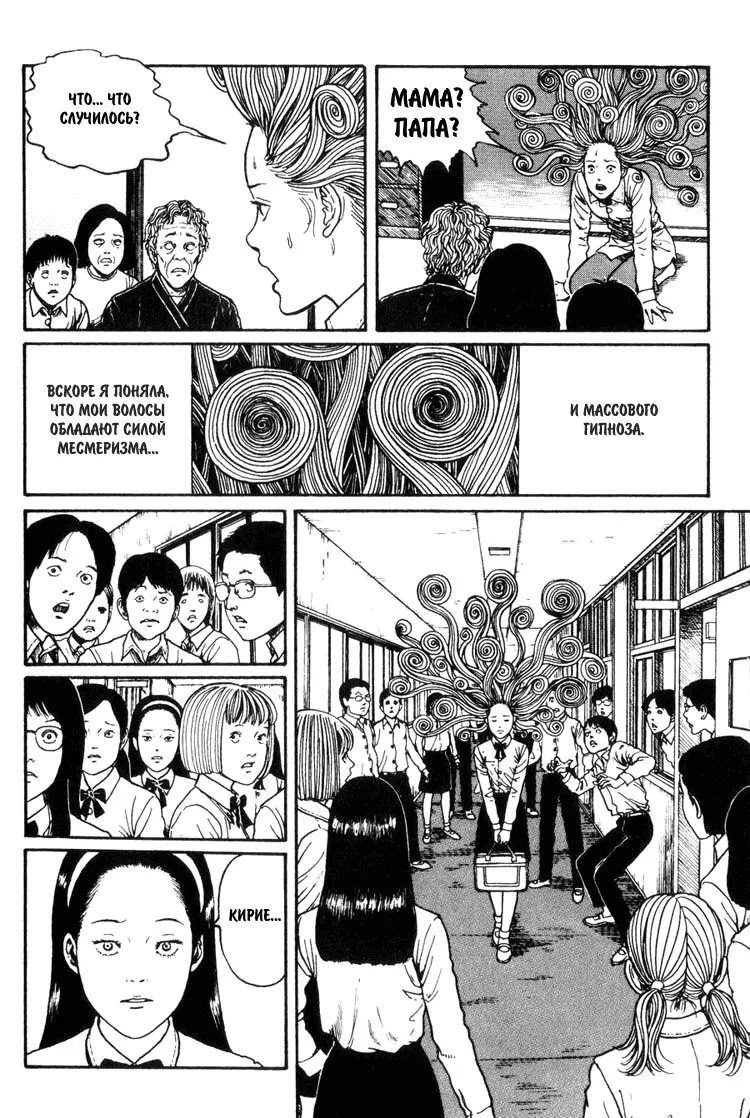 ЧТО... ЧТО
СЛУЧИЛОСЬ?
МАМА?
ПАПА?
ВСКОРЕ Я ПОНЯЛА,
ЧТО МОИ ВОЛОСЫ
ОБЛАДАЮТ СИЛОЙ
МЕСМЕРИЗМА...
И МАССОВОГО
ГИПНОЗА.
КИРИЕ...